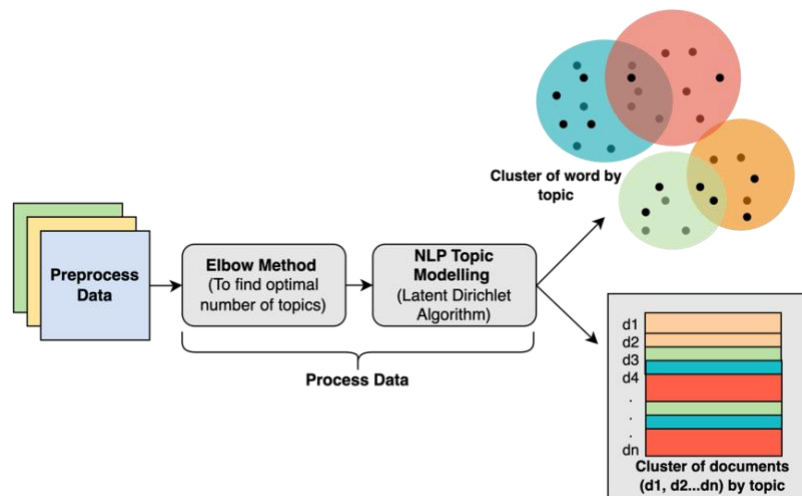 Cluster of word by
topic
Preprocess
Data
Elbow Method
(To find optimal
number of topics)
NLP Topic
Modelling
(Latent Dirichlet
Algorithm)
Process Data
d1
d2
d3
d4
.
.
.
dn
Cluster of documents
(d1, d2...dn) by topic